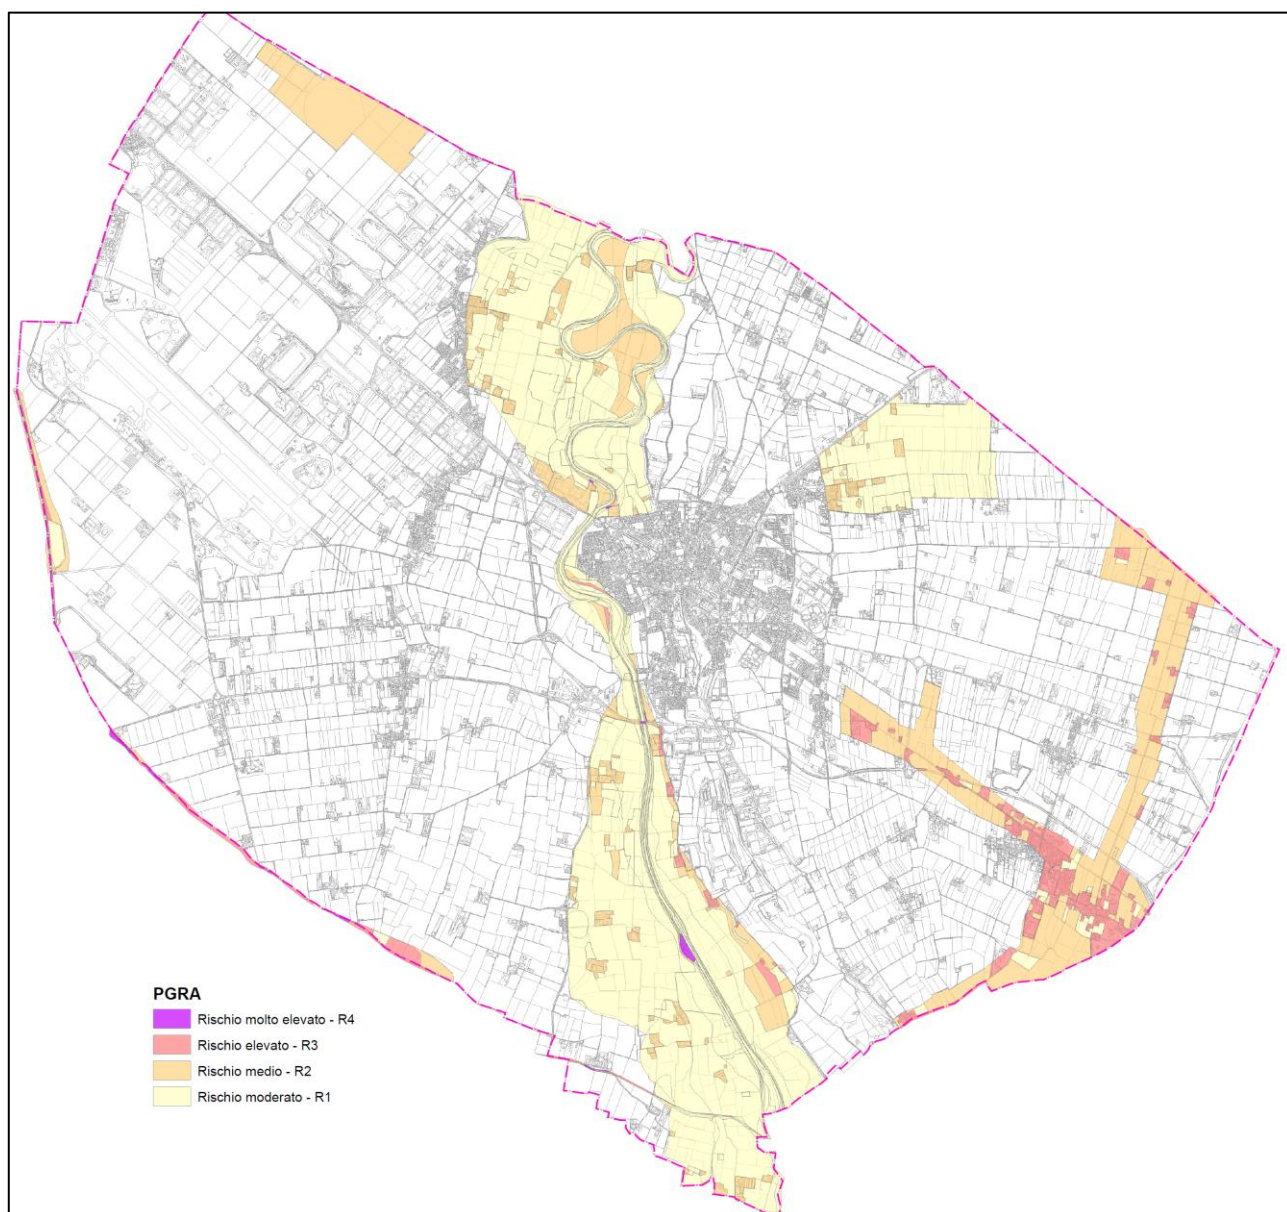 PGRA
Rischio molto elevato - R4
Rischio elevato - R3
Rischio medio - R2
Rischio moderato - R1